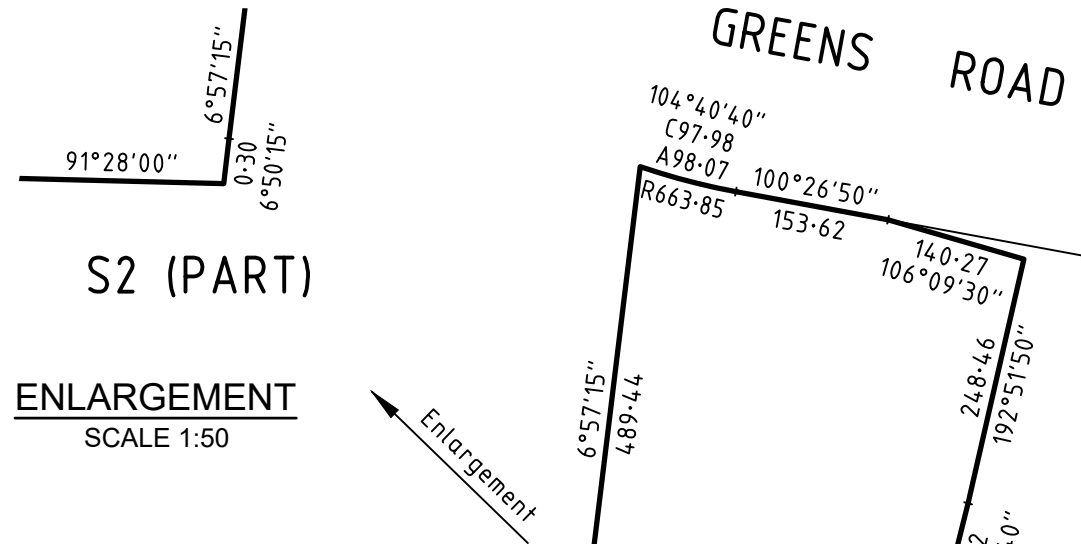 6°57'15"
91°28'00"
0·30
6°50'15"
S2 (PART)
ENLARGEMENT
SCALE 1:50
Enlargement
GREENS ROAD
104°40'40"
C97·98
A98·07
R663·85
100°26'50"
153·62
140·27
106°09'30"
6°57'15"
489·44
248·46
192°51'50"